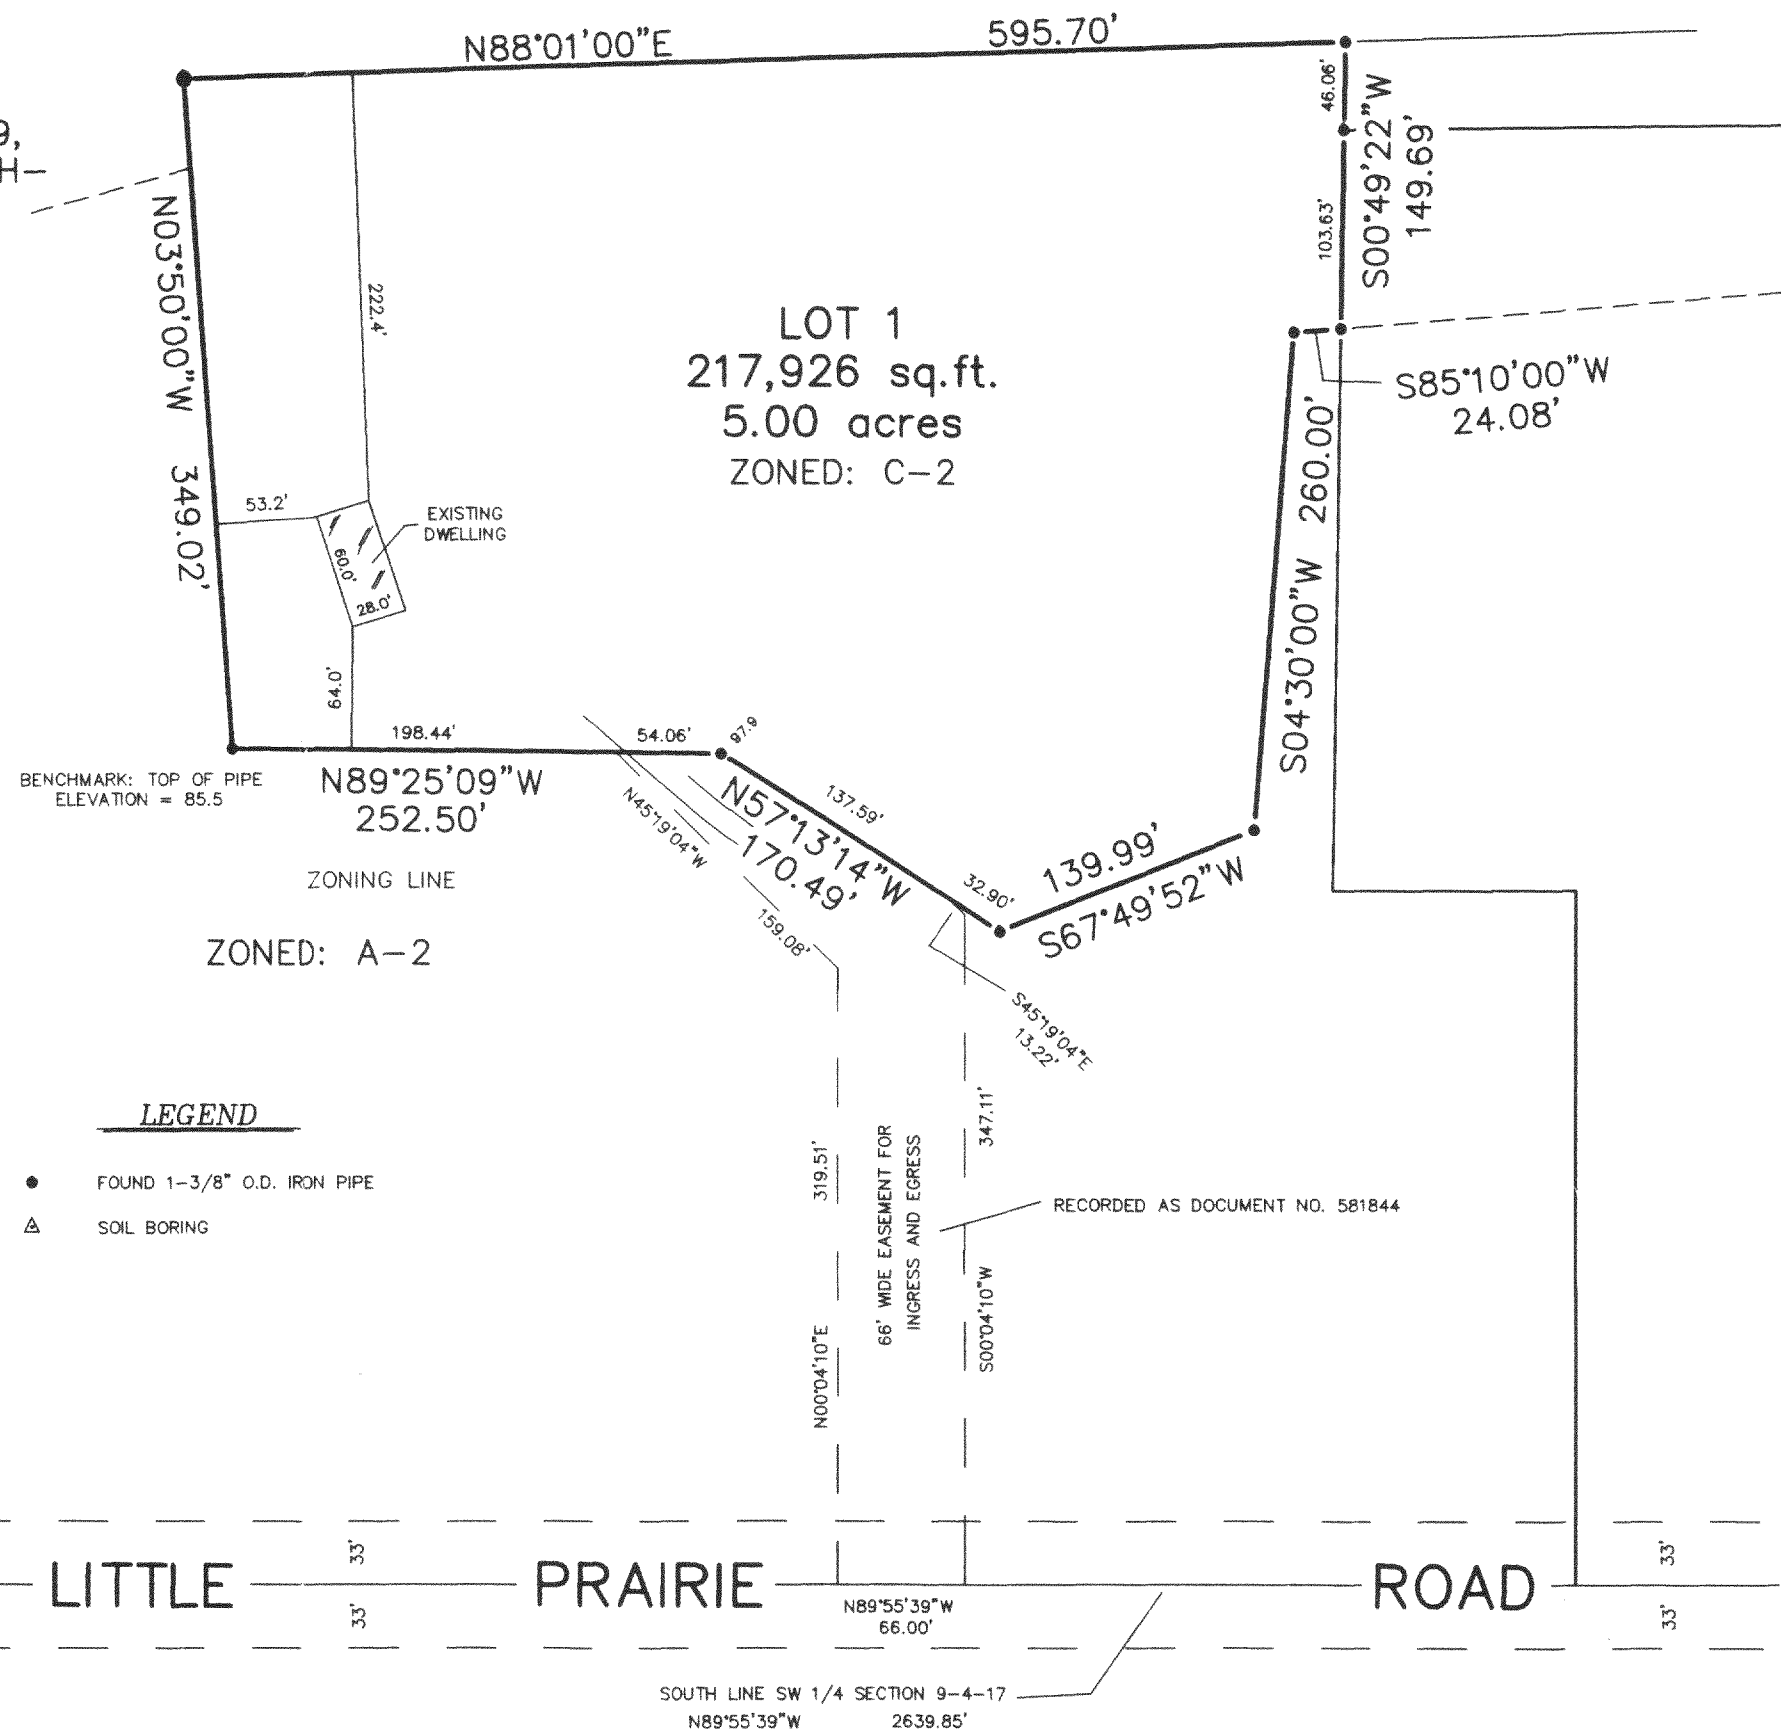 N88°01'00"E 595.70'
46.06'
S00°49'22"W
149.69'
103.63'
9,
H-
N03°50'00"W 349.02'
222.4'
LOT 1
217,926 sq.ft.
5.00 acres
ZONED: C-2
S85°10'00"W
24.08'
S04°30'00"W 260.00'
53.2'
EXISTING
DWELLING
60.0'
28.0'
64.0'
198.44'
54.06'
97.9
BENCHMARK: TOP OF PIPE
ELEVATION = 85.5
N89°25'09"W
252.50'
N45°19'04"W
159.08'
N57°13'14"W
170.49'
137.59'
32.90'
139.99'
S67°49'52"W
ZONING LINE
ZONED: A-2
S45°19'04"E
13.22'
LEGEND
FOUND 1-3/8" O.D. IRON PIPE
SOIL BORING
319.51'
N00°04'10"E
66' WIDE EASEMENT FOR
INGRESS AND EGRESS
347.11'
S00°04'10"W
RECORDED AS DOCUMENT NO. 581844
33'
33'
LITTLE PRAIRIE ROAD
33'
33'
N89°55'39"W
66.00'
SOUTH LINE SW 1/4 SECTION 9-4-17
N89°55'39"W 2639.85'